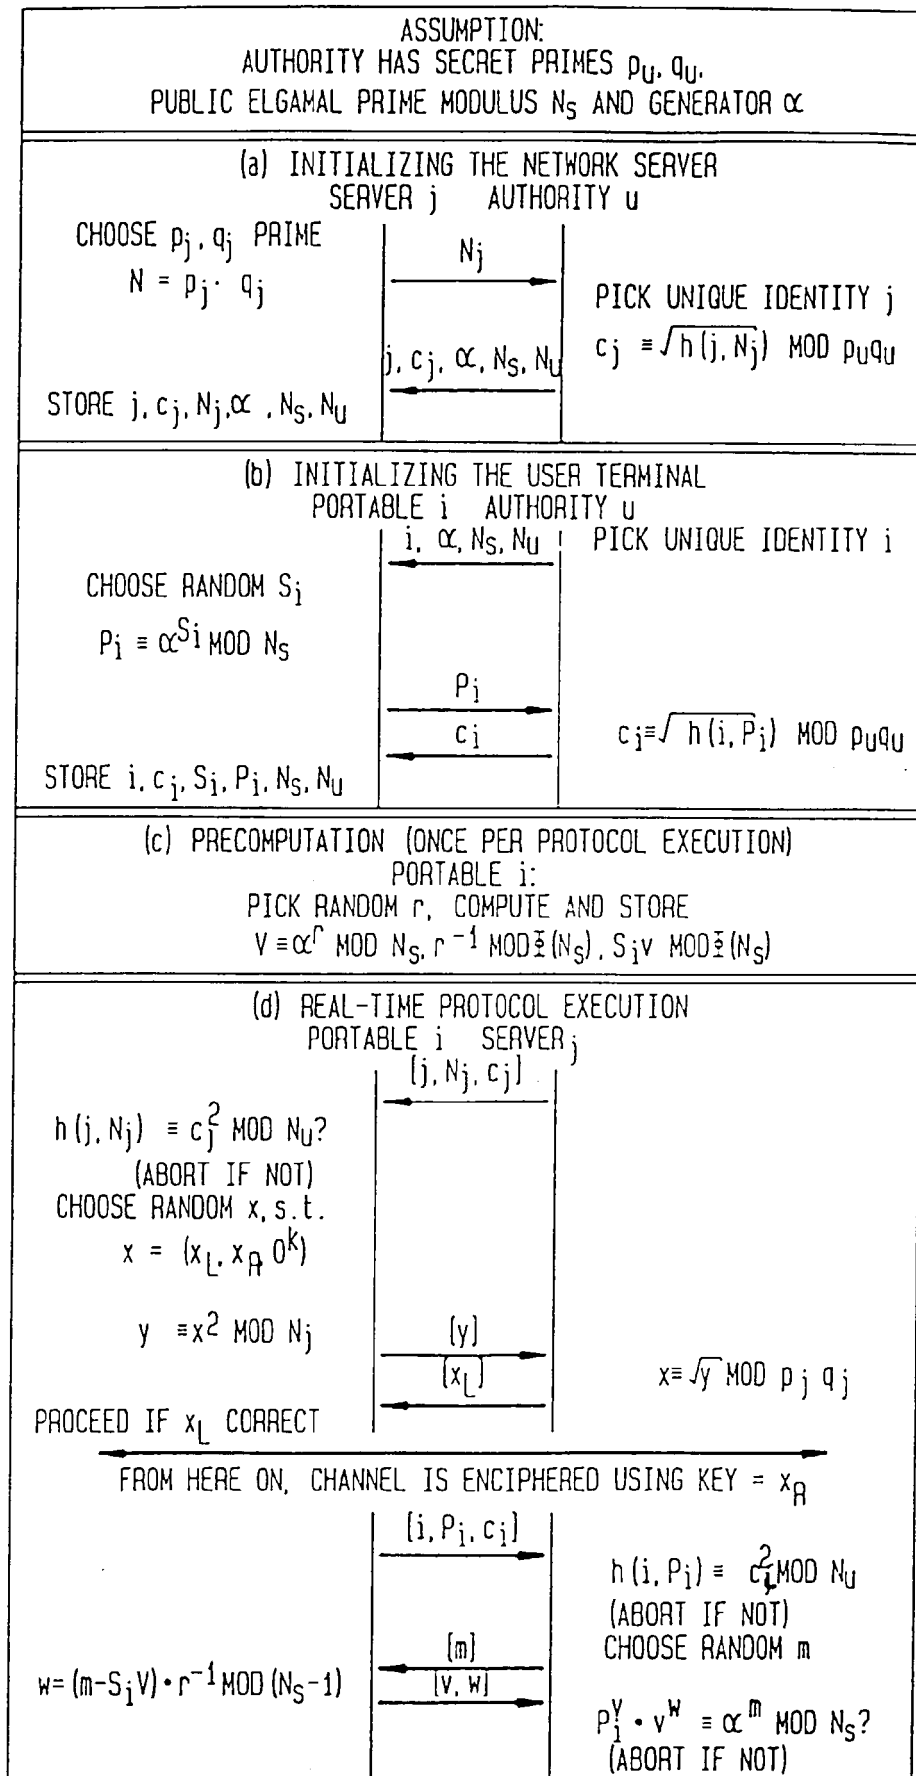 ASSUMPTION:
AUTHORITY HAS SECRET PRIMES pU, qU,
PUBLIC ELGAMAL PRIME MODULUS NS AND GENERATOR α
(a) INITIALIZING THE NETWORK SERVER
SERVER j AUTHORITY u
CHOOSE pj, qj PRIME
N = pj · qj
Nj
PICK UNIQUE IDENTITY j
cj ≡ √h(j, Nj) MOD pUqU
j, cj, α, NS, NU
STORE j, cj, Nj, α, NS, NU
(b) INITIALIZING THE USER TERMINAL
PORTABLE i AUTHORITY u
i, α, NS, NU
PICK UNIQUE IDENTITY i
CHOOSE RANDOM Si
Pi ≡ α^Si MOD NS
Pi
ci
ci ≡ √h(i, Pi) MOD pUqU
STORE i, ci, Si, Pi, NS, NU
(c) PRECOMPUTATION (ONCE PER PROTOCOL EXECUTION)
PORTABLE i:
PICK RANDOM r, COMPUTE AND STORE
V ≡ α^r MOD NS, r^-1 MOD Φ(NS), Siv MOD Φ(NS)
(d) REAL-TIME PROTOCOL EXECUTION
PORTABLE i SERVER j
[j, Nj, cj]
h(j, Nj) ≡ cj^2 MOD NU?
(ABORT IF NOT)
CHOOSE RANDOM x, s.t.
x = (xL, xR, 0^k)
y ≡ x^2 MOD Nj
[y]
[xL]
x ≡ √y MOD pj qj
PROCEED IF xL CORRECT
FROM HERE ON, CHANNEL IS ENCIPHERED USING KEY = xR
[i, Pi, ci]
h(i, Pi) ≡ ci^2 MOD NU
(ABORT IF NOT)
CHOOSE RANDOM m
[m]
w=(m-SiV)·r^-1 MOD (NS-1)
[v, w]
Pi^v · v^w ≡ α^m MOD NS?
(ABORT IF NOT)